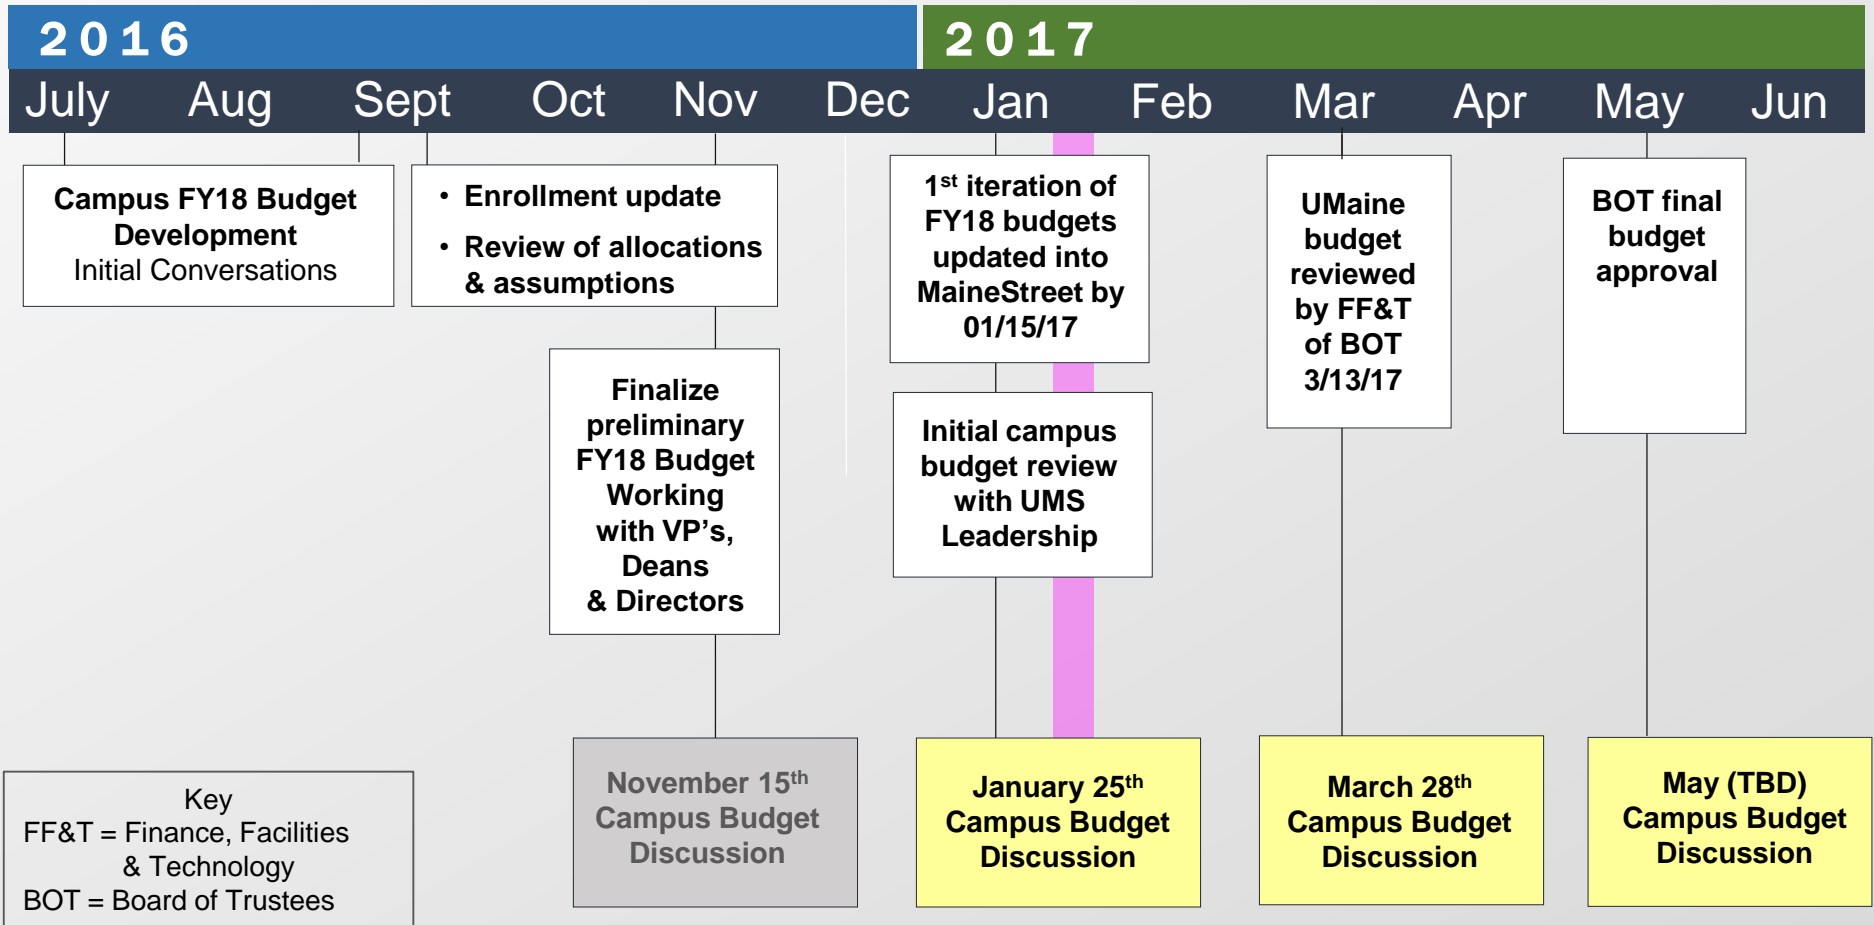 2016
2017
July Aug Sept Oct Nov Dec Jan Feb Mar Apr May Jun
Campus FY18 Budget
Development
Initial Conversations
• Enrollment update
• Review of allocations
& assumptions
Finalize
preliminary
FY18 Budget
Working
with VP’s,
Deans
& Directors
1st iteration of
FY18 budgets
updated into
MaineStreet by
01/15/17
Initial campus
budget review
with UMS
Leadership
UMaine
budget
reviewed
by FF&T
of BOT
3/13/17
BOT final
budget
approval
November 15th
Campus Budget
Discussion
January 25th
Campus Budget
Discussion
March 28th
Campus Budget
Discussion
May (TBD)
Campus Budget
Discussion
Key
FF&T = Finance, Facilities
& Technology
BOT = Board of Trustees